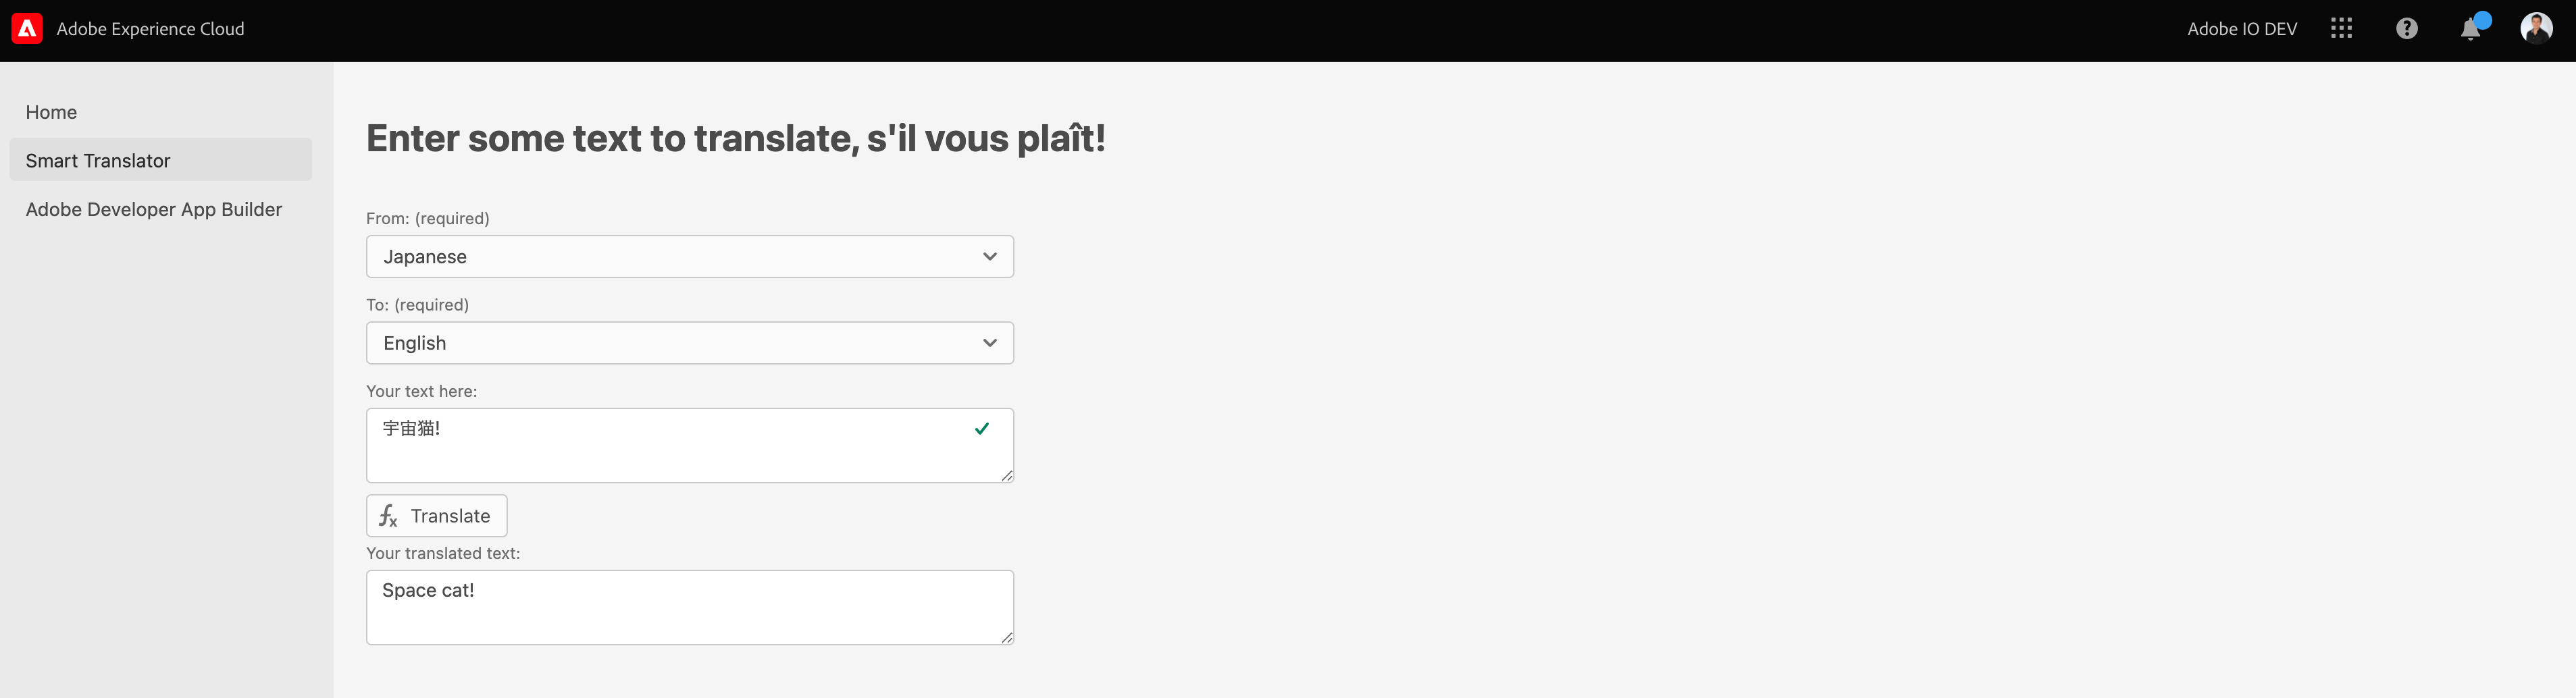 Adobe Experience Cloud
Adobe IO DEV
Home
Smart Translator
Adobe Developer App Builder
Enter some text to translate, s'il vous plaît!
From: (required)
Japanese
To: (required)
English
Your text here:
宇宙猫!
fx Translate
Your translated text:
Space cat!